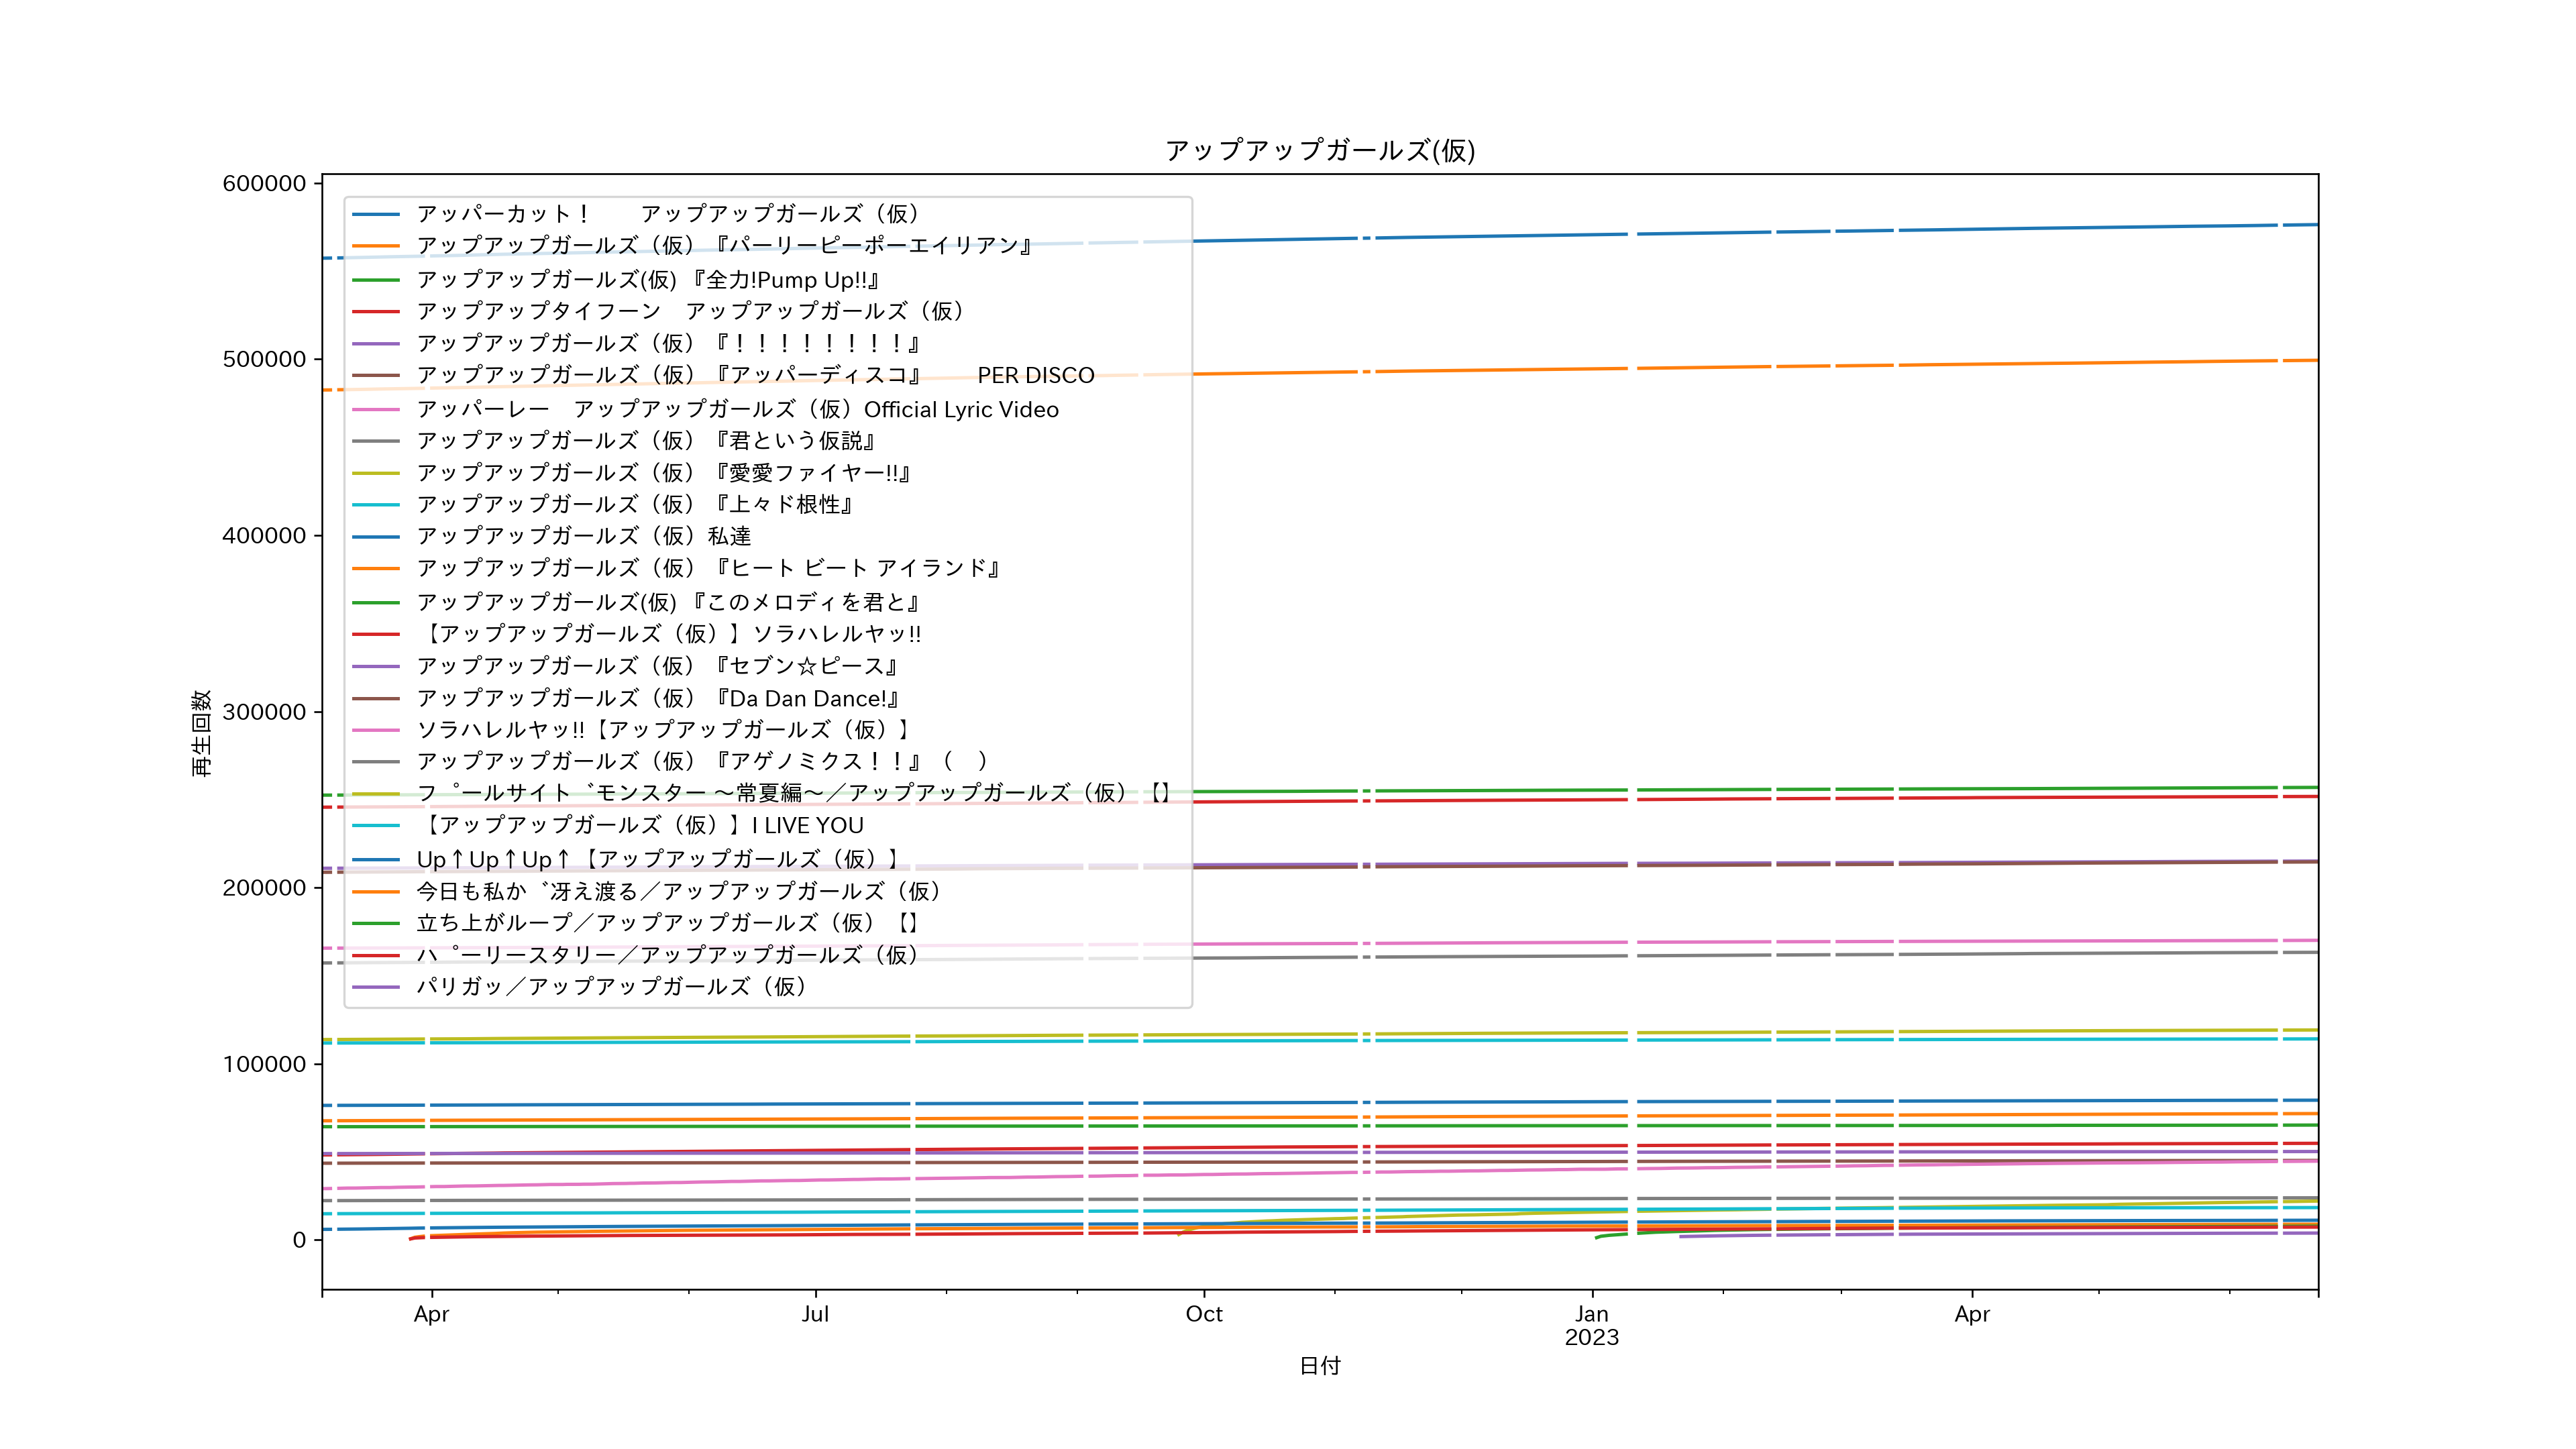 アップアップガールズ(仮)
600000
500000
400000
300000
200000
100000
0
再生回数
アッパーカット！　　アップアップガールズ（仮）
アップアップガールズ（仮）『パーリーピーポーエイリアン』
アップアップガールズ(仮) 『全力!Pump Up!!』
アップアップタイフーン　アップアップガールズ（仮）
アップアップガールズ（仮）『！！！！！！！！』
アップアップガールズ（仮）『アッパーディスコ』　　PER DISCO
アッパーレー　アップアップガールズ（仮）Official Lyric Video
アップアップガールズ（仮）『君という仮説』
アップアップガールズ（仮）『愛愛ファイヤー!!』
アップアップガールズ（仮）『上々ド根性』
アップアップガールズ（仮）私達
アップアップガールズ（仮）『ヒート ビート アイランド』
アップアップガールズ(仮) 『このメロディを君と』
【アップアップガールズ（仮）】ソラハレルヤッ!!
アップアップガールズ（仮）『セブン☆ピース』
アップアップガールズ（仮）『Da Dan Dance!』
ソラハレルヤッ!!【アップアップガールズ（仮）】
アップアップガールズ（仮）『アゲノミクス！！』（　）
フ゜ールサイト゛モンスター 〜常夏編〜／アップアップガールズ（仮）【】
【アップアップガールズ（仮）】I LIVE YOU
Up↑Up↑Up↑【アップアップガールズ（仮）】
今日も私か゛冴え渡る／アップアップガールズ（仮）
立ち上がループ／アップアップガールズ（仮）【】
ハ゜ーリースタリー／アップアップガールズ（仮）
パリガッ／アップアップガールズ（仮）
Apr
Jul
Oct
Jan
2023
Apr
日付